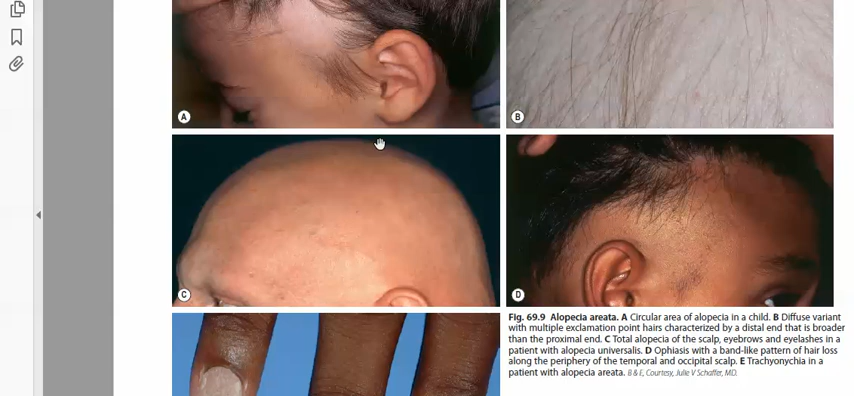 A
B
C
D
Fig. 69.9 Alopecia areata. A Circular area of alopecia in a child. B Diffuse variant
with multiple exclamation point hairs characterized by a distal end that is broader
than the proximal end. C Total alopecia of the scalp, eyebrows and eyelashes in a
patient with alopecia universalis. D Ophiasis with a band-like pattern of hair loss
along the periphery of the temporal and occipital scalp. E Trachyonychia in a
patient with alopecia areata. B & E, Courtesy, Julie V Schaffer, MD.